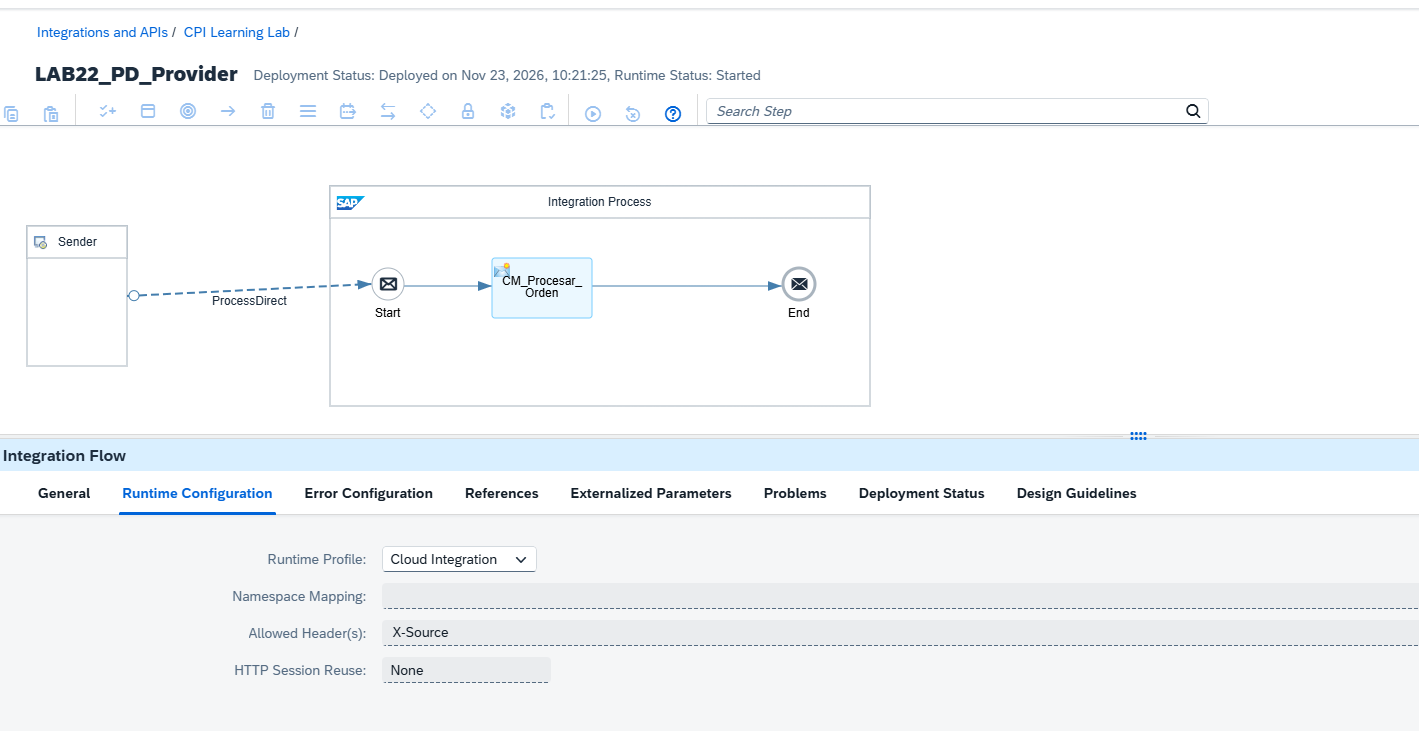 Integrations and APIs / CPI Learning Lab /
LAB22_PD_Provider Deployment Status: Deployed on Nov 23, 2026, 10:21:25, Runtime Status: Started
Search Step
SAP Integration Process
Sender
CM_Procesar_
Orden
ProcessDirect
Start
End
Integration Flow
General Runtime Configuration Error Configuration References Externalized Parameters Problems Deployment Status Design Guidelines
Runtime Profile: Cloud Integration
Namespace Mapping:
Allowed Header(s): X-Source
HTTP Session Reuse: None